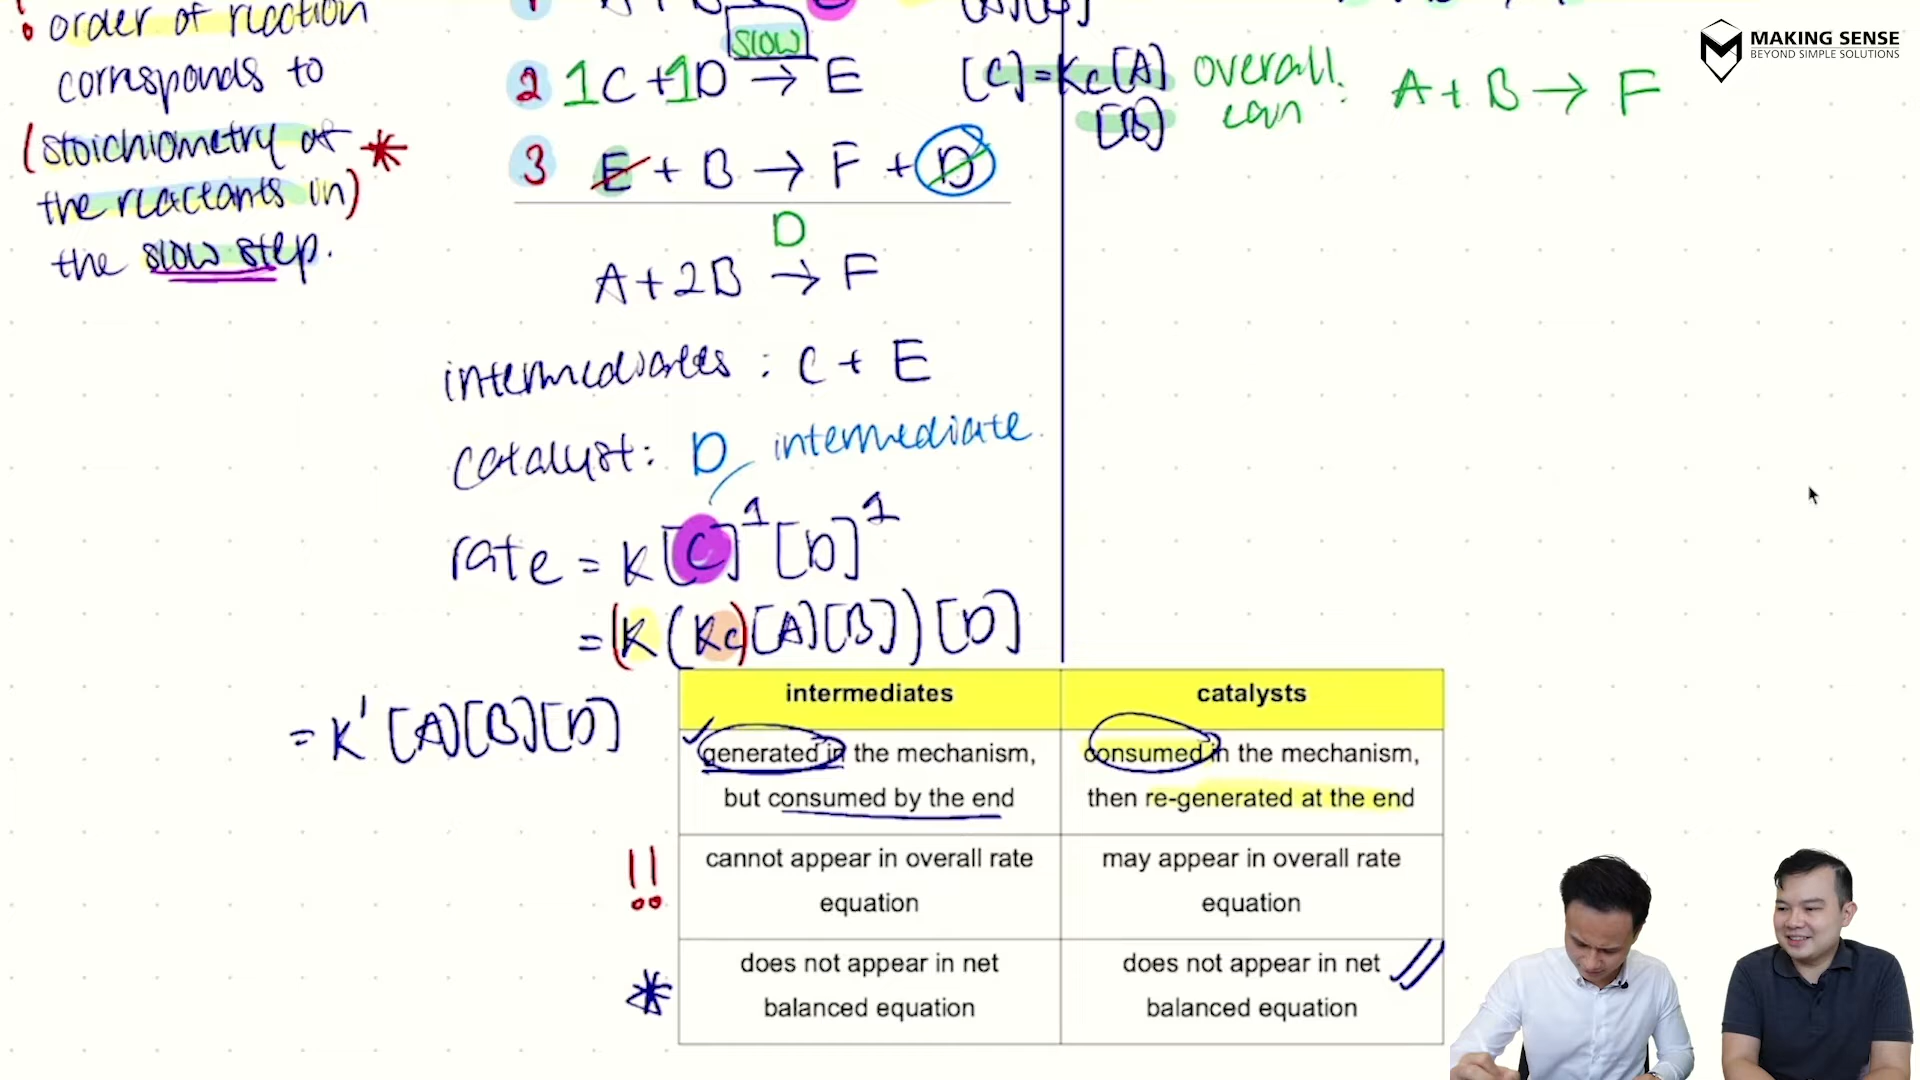 order of reaction
corresponds to
(stoichiometry of *
the reactants in)
the slow step.
slow
2 1C + 1D → E
3 E + B → F + D
D
A + 2B → F
intermediates : C + E
catalyst: D intermediate.
rate = K[C]¹[D]¹
= (K(Kc)[A][B])[D]
= K'[A][B][D]
[C] = Kc[A]
[B]
overall:
eqn
A + B → F
MAKING SENSE
BEYOND SIMPLE SOLUTIONS
intermediates
catalysts
generated in the mechanism,
but consumed by the end
consumed in the mechanism,
then re-generated at the end
!!
cannot appear in overall rate
equation
may appear in overall rate
equation
*
does not appear in net
balanced equation
does not appear in net
balanced equation